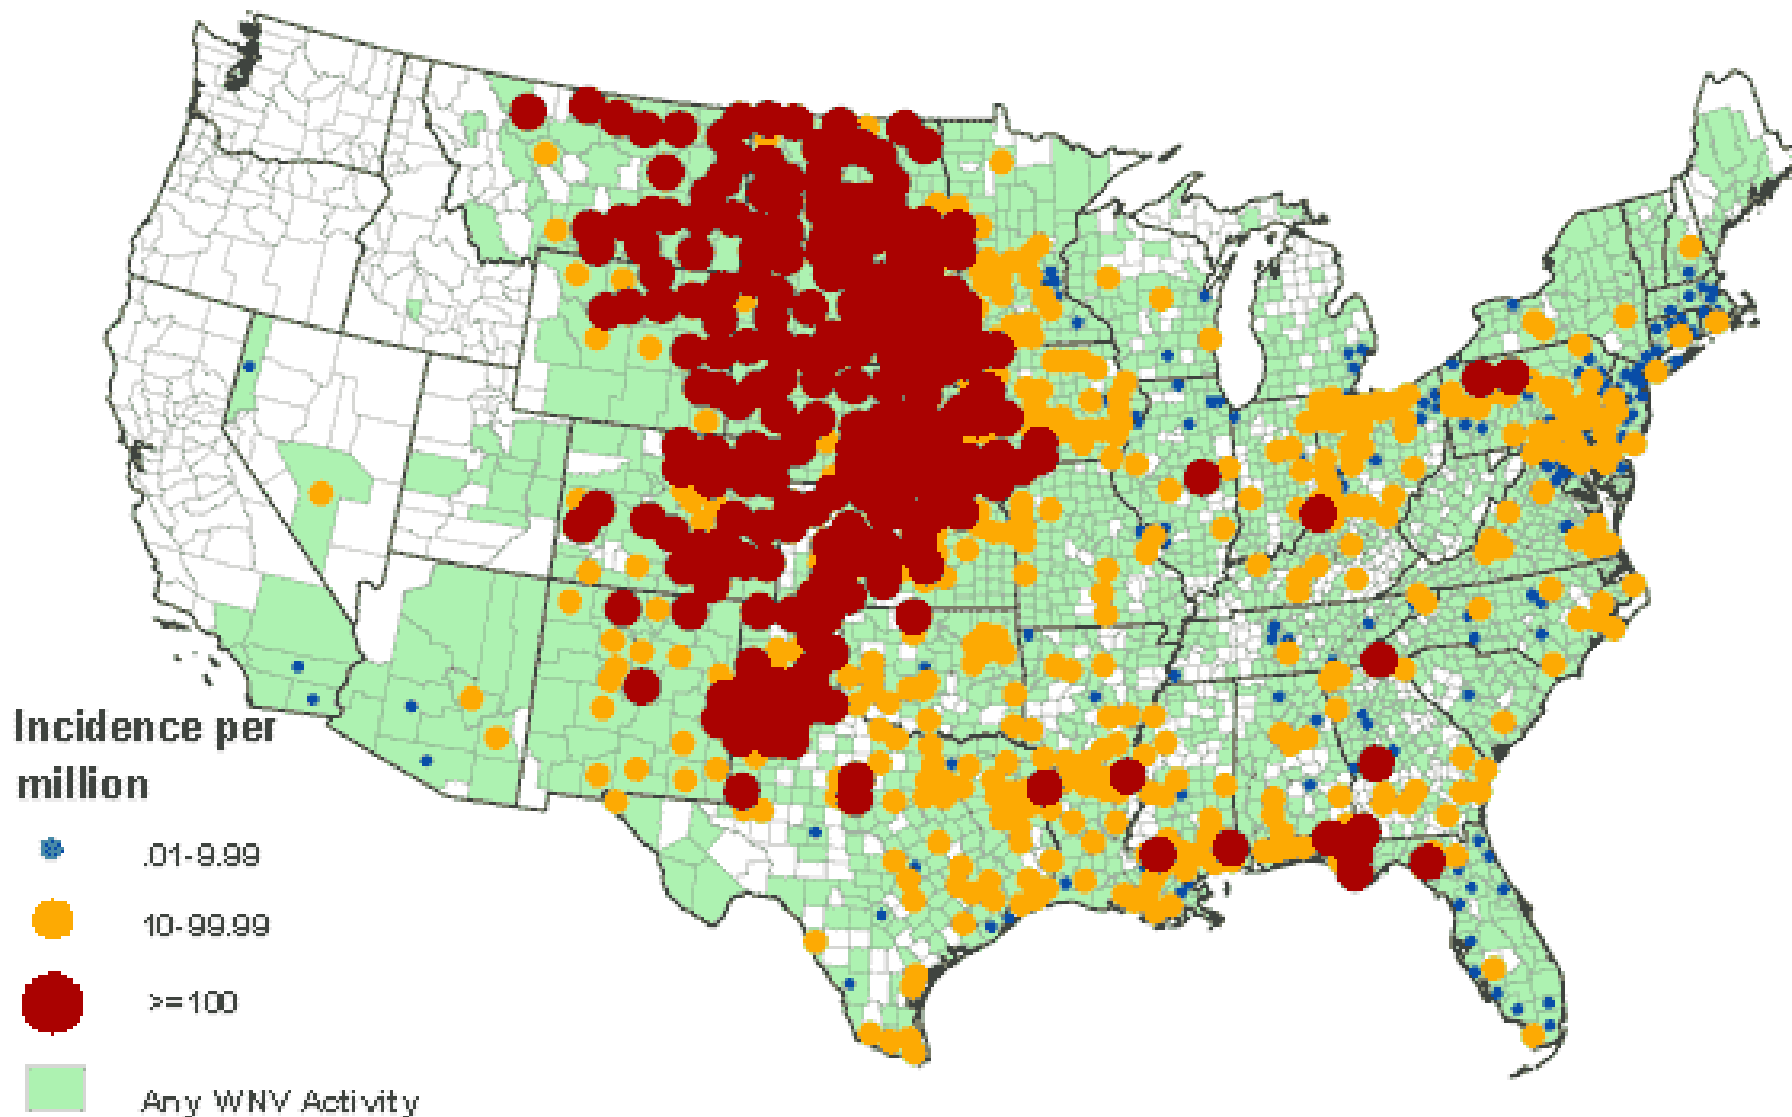 Incidence per
million
.01-9.99
10-99.99
>=100
Any WNV Activity